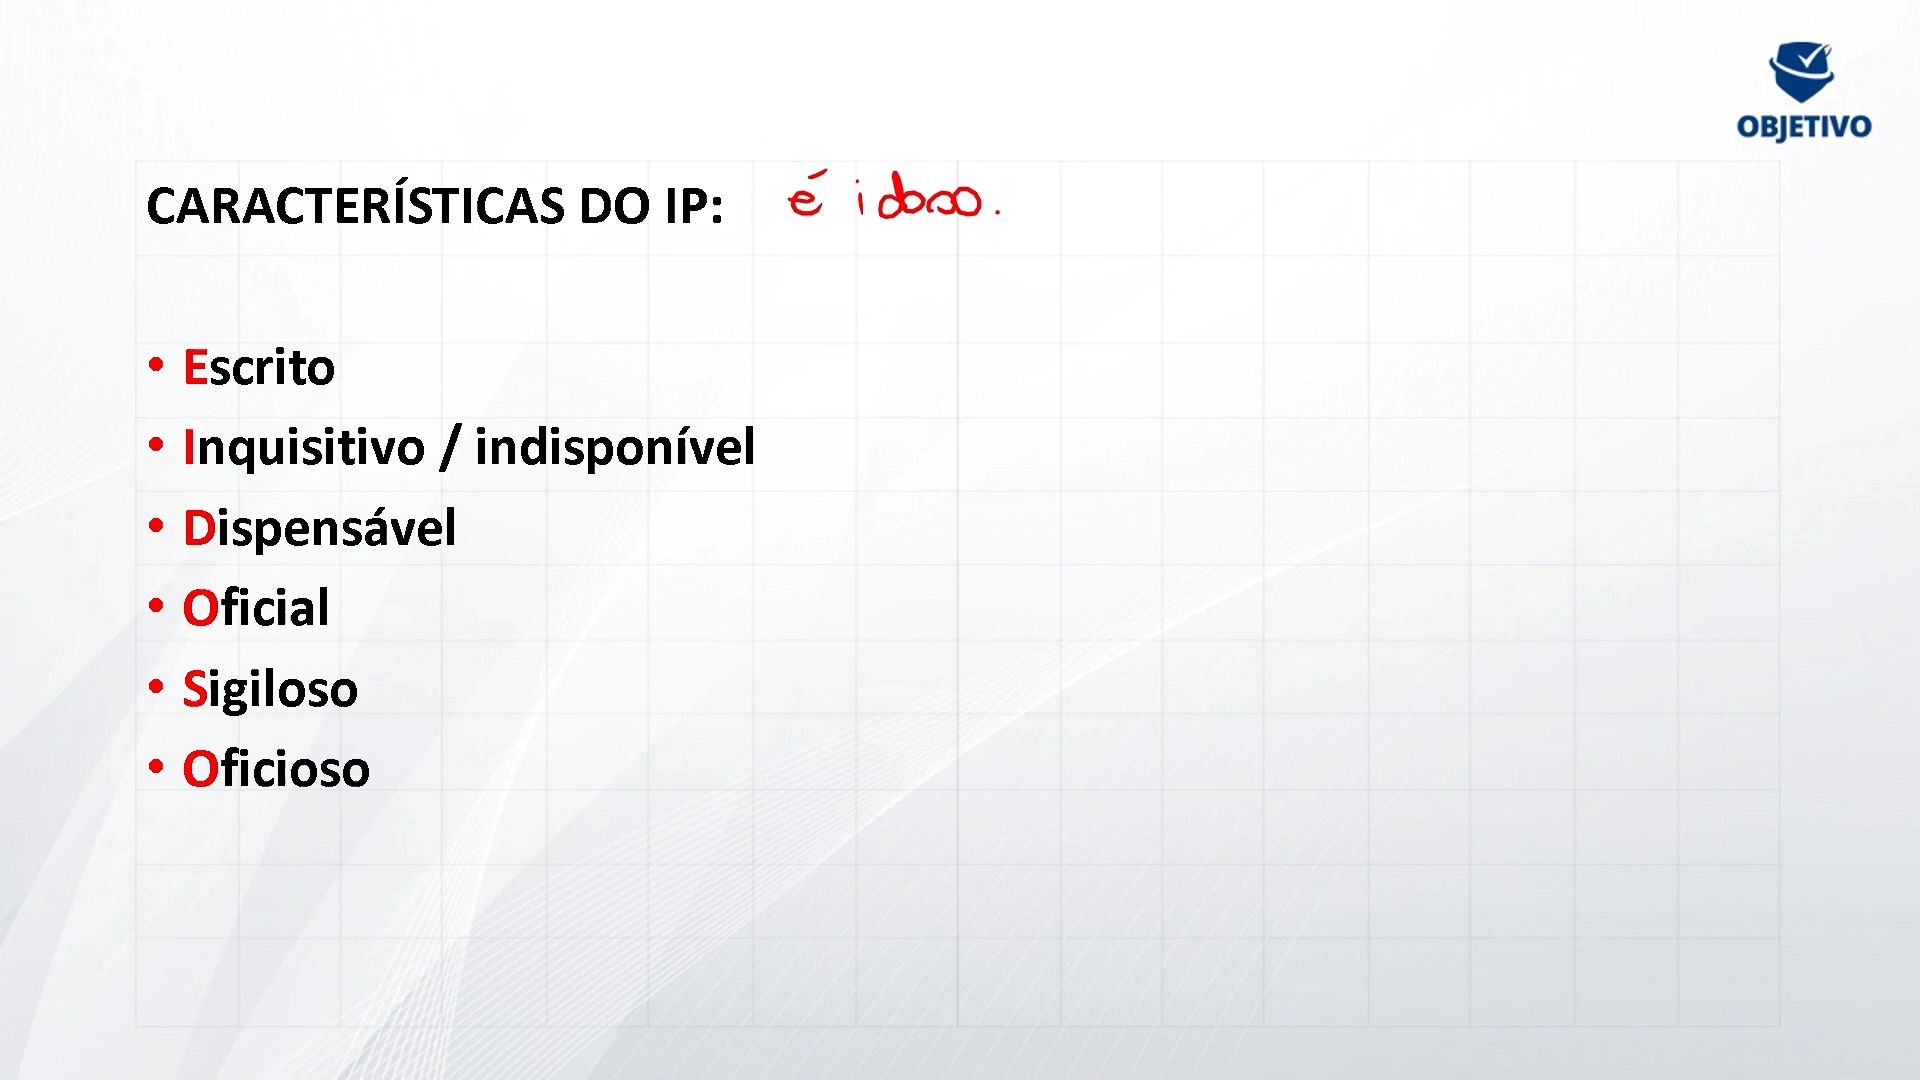 OBJETIVO
CARACTERÍSTICAS DO IP: é idoso.
• Escrito
• Inquisitivo / indisponível
• Dispensável
• Oficial
• Sigiloso
• Oficioso